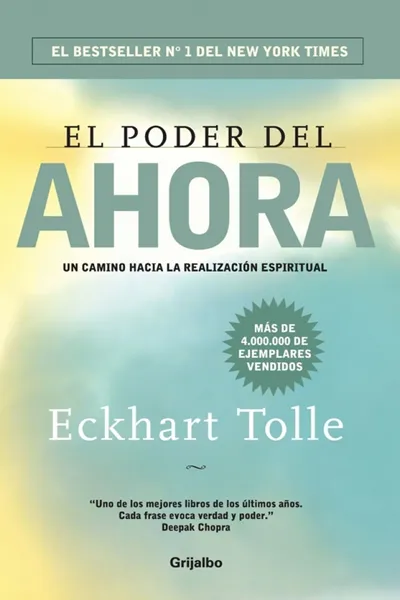 EL BESTSELLER Nº 1 DEL NEW YORK TIMES
EL PODER DEL
AHORA
UN CAMINO HACIA LA REALIZACIÓN ESPIRITUAL
MÁS DE
4.000.000 DE
EJEMPLARES
VENDIDOS
Eckhart Tolle
“Uno de los mejores libros de los últimos años.
Cada frase evoca verdad y poder.”
Deepak Chopra
Grijalbo